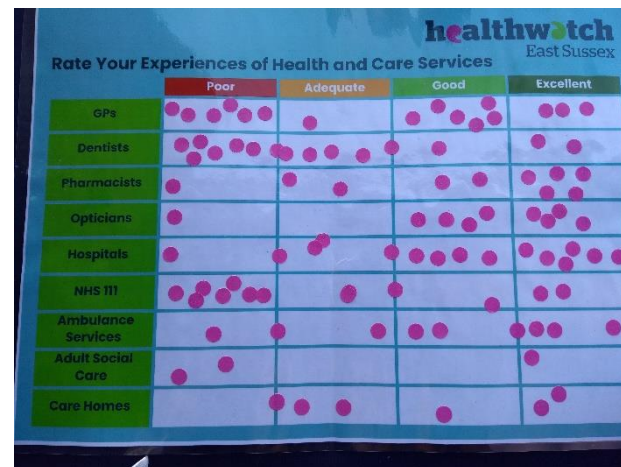 healthwatch
East Sussex
Rate Your Experiences of Health and Care Services
Poor Adequate Good Excellent
GPs
Dentists
Pharmacists
Opticians
Hospitals
NHS 111
Ambulance
Services
Adult Social
Care
Care Homes